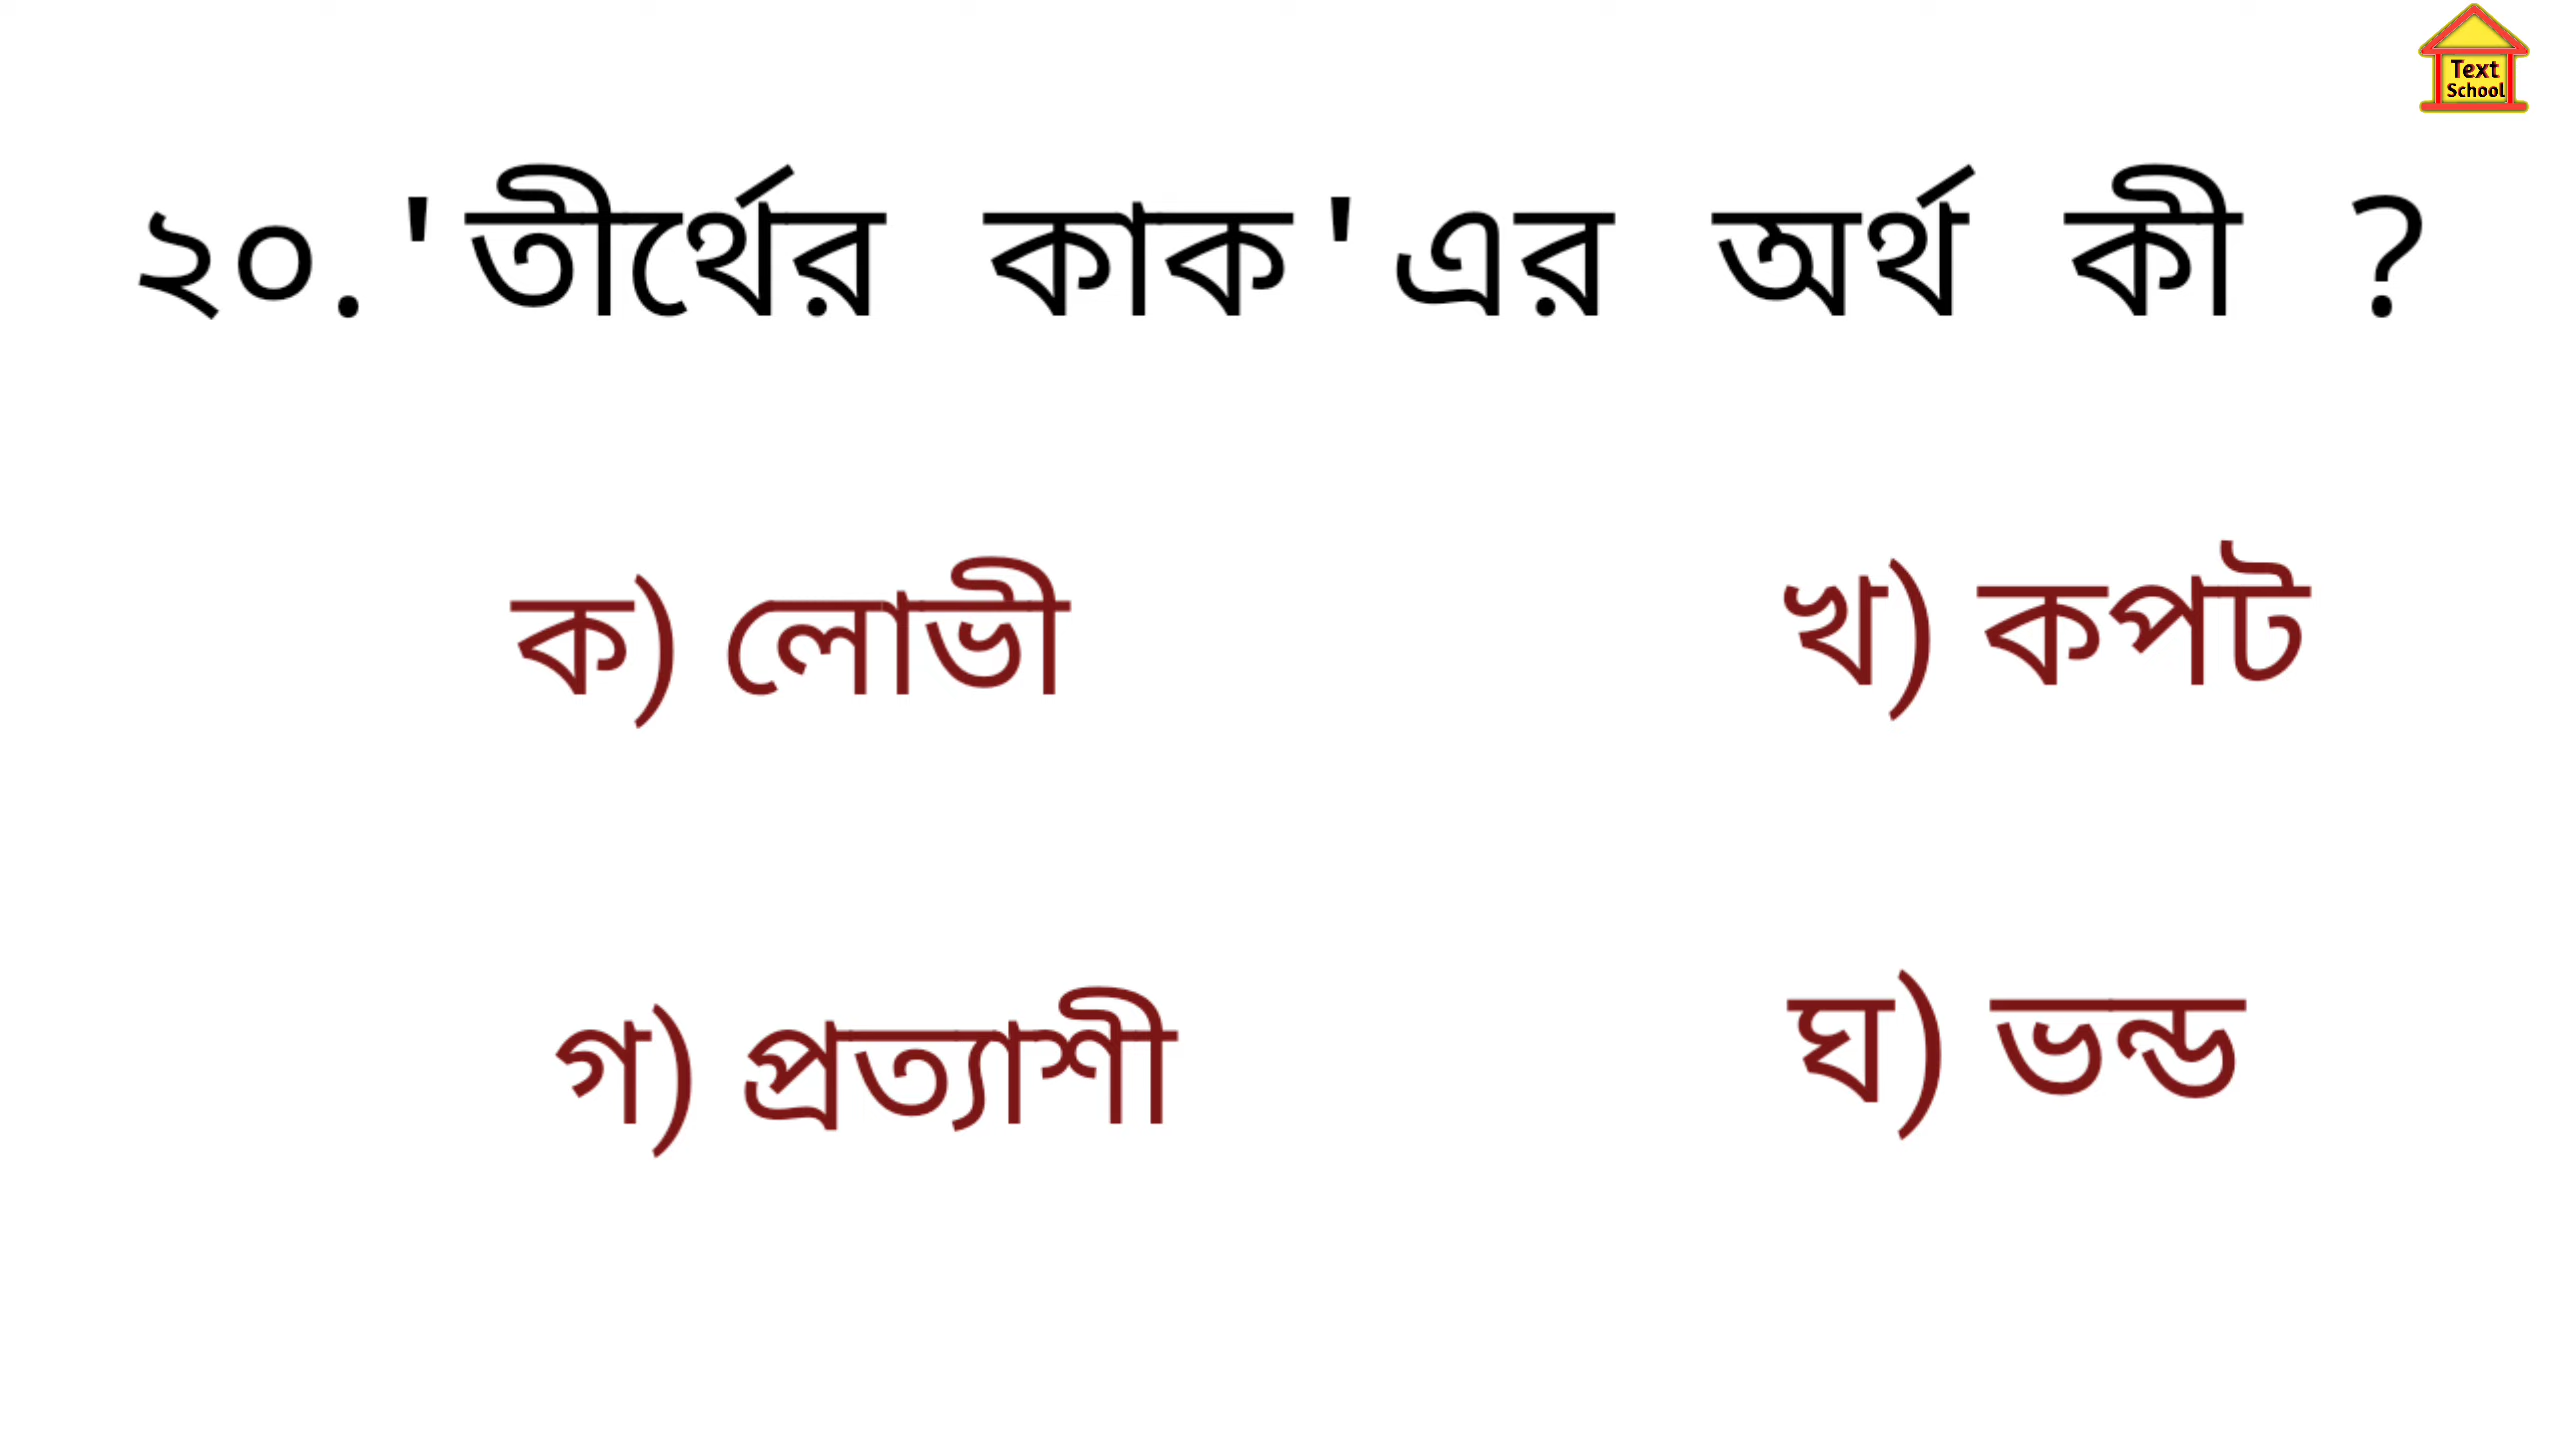 Text
School
২০. 'তীর্থের কাক'এর অর্থ কী ?
ক) লোভী
খ) কপট
গ) প্রত্যাশী
ঘ) ভন্ড